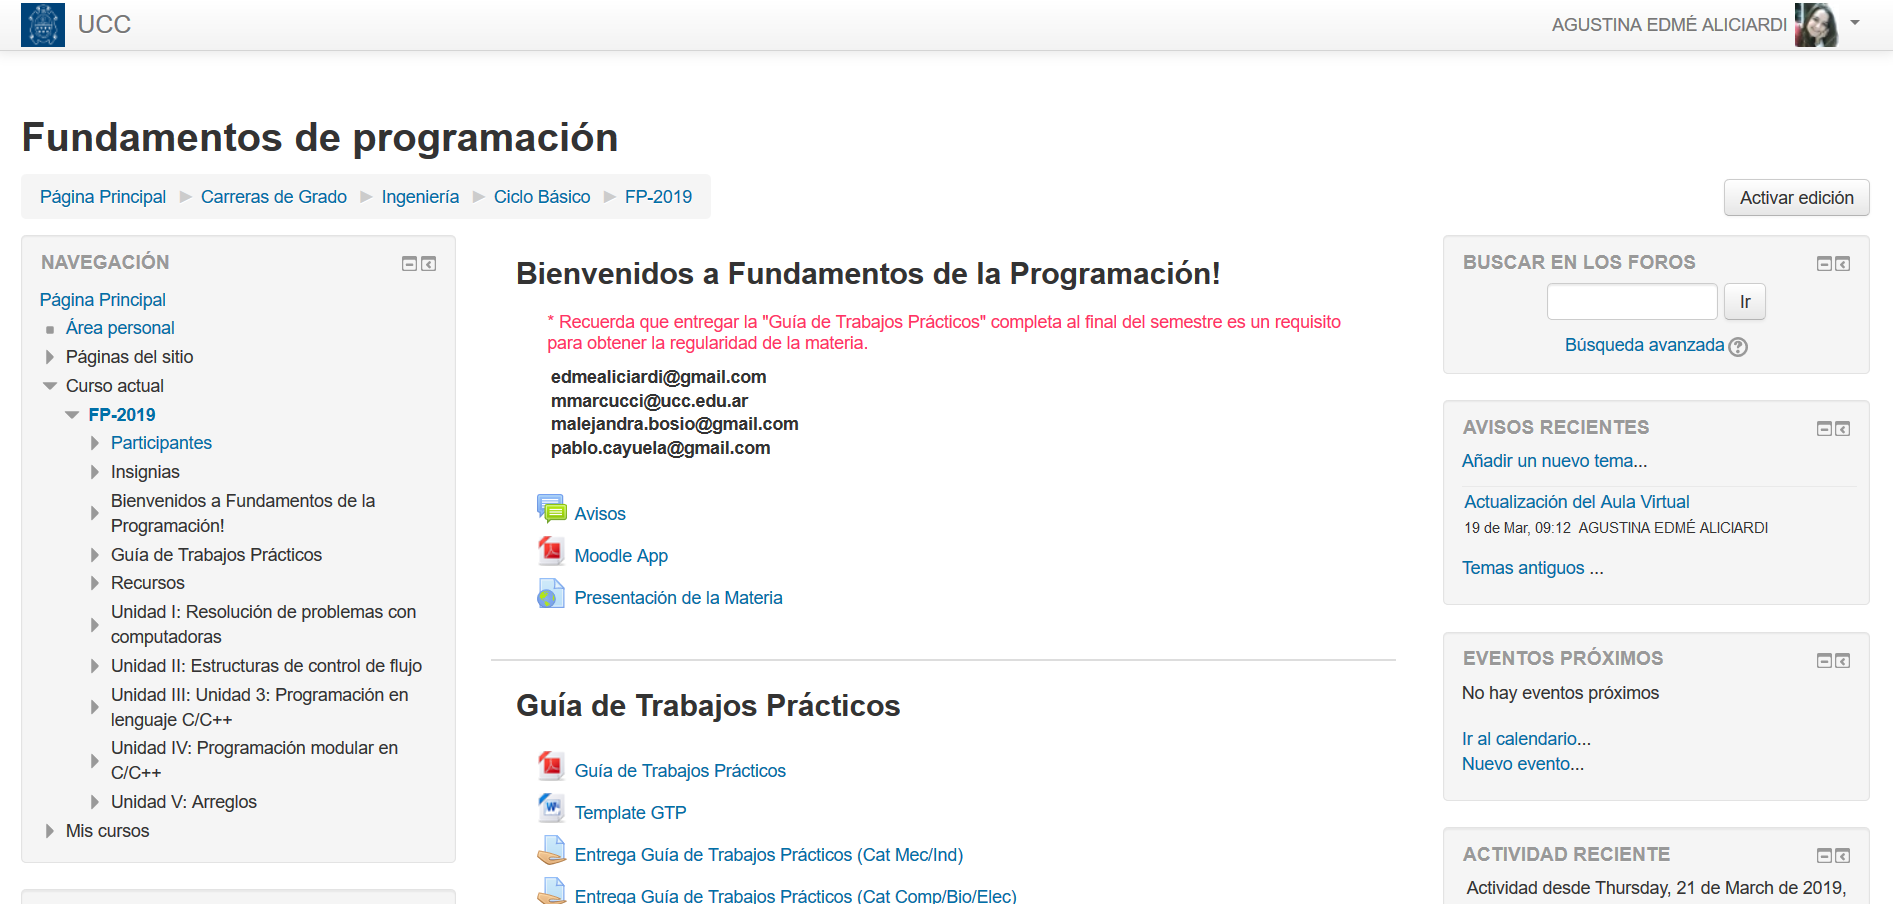 UCC
AGUSTINA EDMÉ ALICIARDI
Fundamentos de programación
Página Principal
Carreras de Grado
Ingeniería
Ciclo Básico
FP-2019
Activar edición
NAVEGACIÓN
Página Principal
Área personal
Páginas del sitio
Curso actual
FP-2019
Participantes
Insignias
Bienvenidos a Fundamentos de la
Programación!
Guía de Trabajos Prácticos
Recursos
Unidad I: Resolución de problemas con
computadoras
Unidad II: Estructuras de control de flujo
Unidad III: Unidad 3: Programación en
lenguaje C/C++
Unidad IV: Programación modular en
C/C++
Unidad V: Arreglos
Mis cursos
Bienvenidos a Fundamentos de la Programación!
* Recuerda que entregar la "Guía de Trabajos Prácticos" completa al final del semestre es un requisito
para obtener la regularidad de la materia.
edmealiciardi@gmail.com
mmarcucci@ucc.edu.ar
malejandra.bosio@gmail.com
pablo.cayuela@gmail.com
Avisos
Moodle App
Presentación de la Materia
Guía de Trabajos Prácticos
Guía de Trabajos Prácticos
Template GTP
Entrega Guía de Trabajos Prácticos (Cat Mec/Ind)
Entrega Guía de Trabajos Prácticos (Cat Comp/Bio/Elec)
BUSCAR EN LOS FOROS
Ir
Búsqueda avanzada
AVISOS RECIENTES
Añadir un nuevo tema...
Actualización del Aula Virtual
19 de Mar, 09:12 AGUSTINA EDMÉ ALICIARDI
Temas antiguos ...
EVENTOS PRÓXIMOS
No hay eventos próximos
Ir al calendario...
Nuevo evento...
ACTIVIDAD RECIENTE
Actividad desde Thursday, 21 de March de 2019,